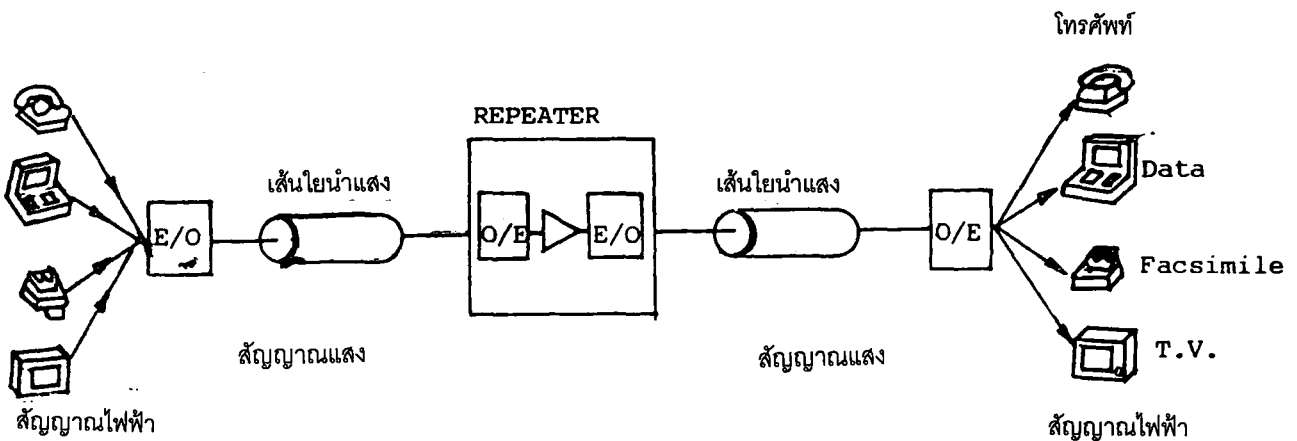 โทรศัพท์
REPEATER
เส้นใยนำแสง
เส้นใยนำแสง
Data
E/O
O/E
E/O
O/E
Facsimile
สัญญาณแสง
สัญญาณแสง
T.V.
สัญญาณไฟฟ้า
สัญญาณไฟฟ้า